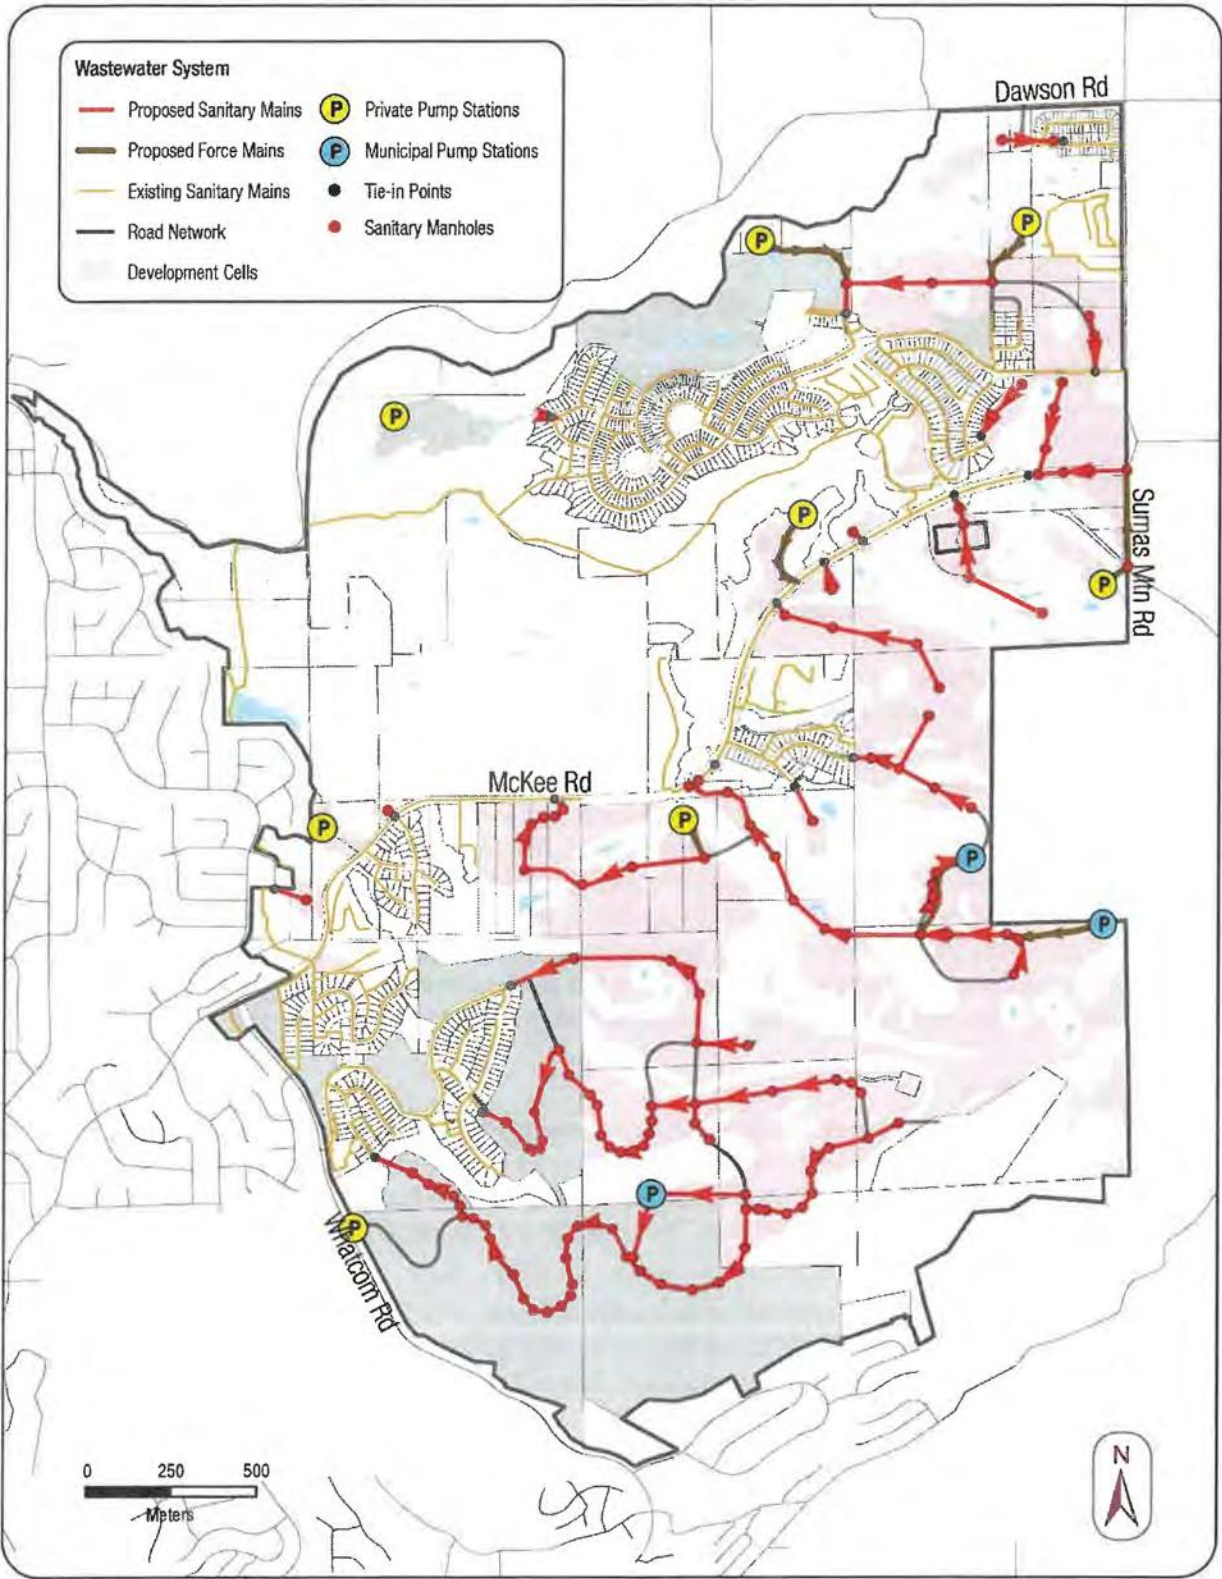 Wastewater System
Proposed Sanitary Mains
P Private Pump Stations
Proposed Force Mains
P Municipal Pump Stations
Existing Sanitary Mains
Tie-in Points
Road Network
Sanitary Manholes
Development Cells
Dawson Rd
P
P
P
P
Sumas Mtn Rd
P
McKee Rd
P
P
P
P
P
P
Whatcom Rd
0 250 500
Meters
N